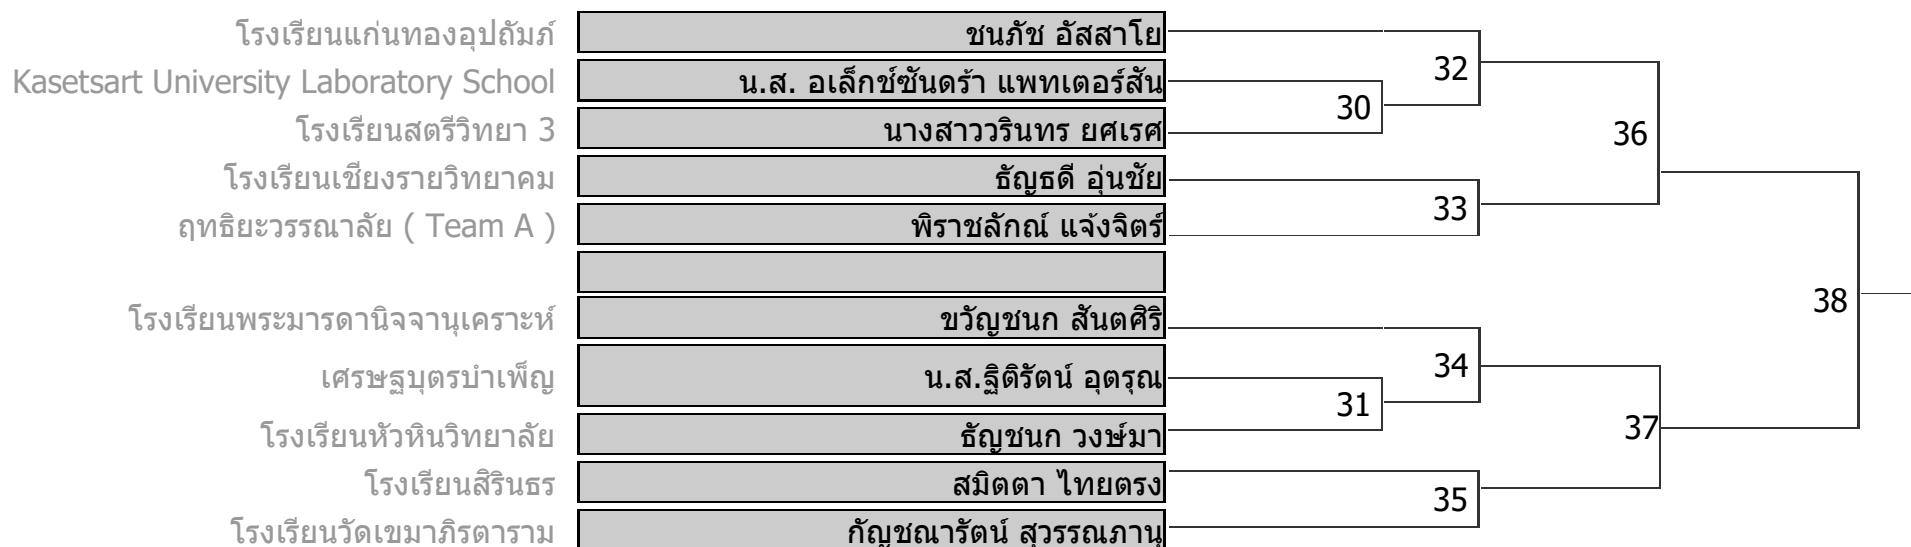 โรงเรียนแก่นทองอุปถัมภ์ ชนภัช อัสสาโย
32
Kasetsart University Laboratory School น.ส. อเล็กซ์ซันดร้า แพทเตอร์สัน
30
โรงเรียนสตรีวิทยา 3 นางสาววรินทร ยศเรศ
36
โรงเรียนเชียงรายวิทยาคม ธัญธดี อุ่นชัย
33
ฤทธิยะวรรณาลัย ( Team A ) พิราชลักณ์ แจ้งจิตร์
38
โรงเรียนพระมารดานิจจานุเคราะห์ ขวัญชนก สันตศิริ
34
เศรษฐบุตรบำเพ็ญ น.ส.ฐิติรัตน์ อุตรุณ
31
โรงเรียนหัวหินวิทยาลัย ธัญชนก วงษ์มา
37
โรงเรียนสิรินธร สมิตตา ไทยตรง
35
โรงเรียนวัดเขมาภิรตาราม กัญชณารัตน์ สุวรรณภานุ